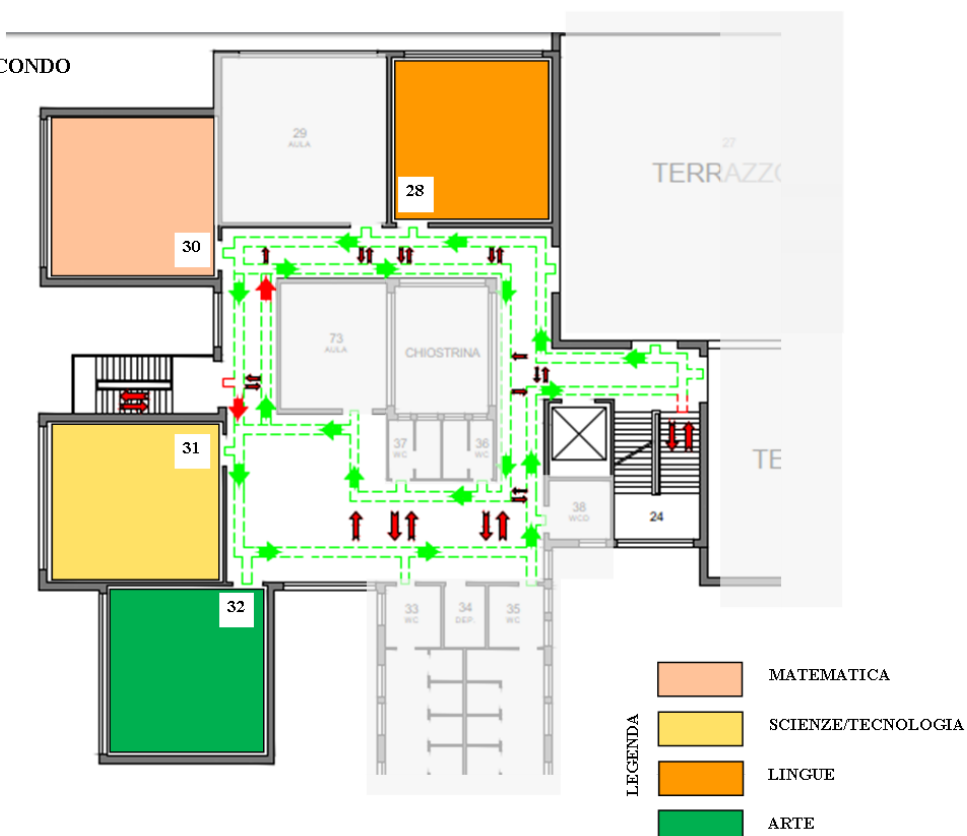 CONDO
29
AULA
27
TERRAZZO
28
30
73
AULA
CHIOSTRINA
31
37
WC
36
WC
TE
38
WCD
24
32
33
WC
34
DEP.
35
WC
LEGENDA
MATEMATICA
SCIENZE/TECNOLOGIA
LINGUE
ARTE